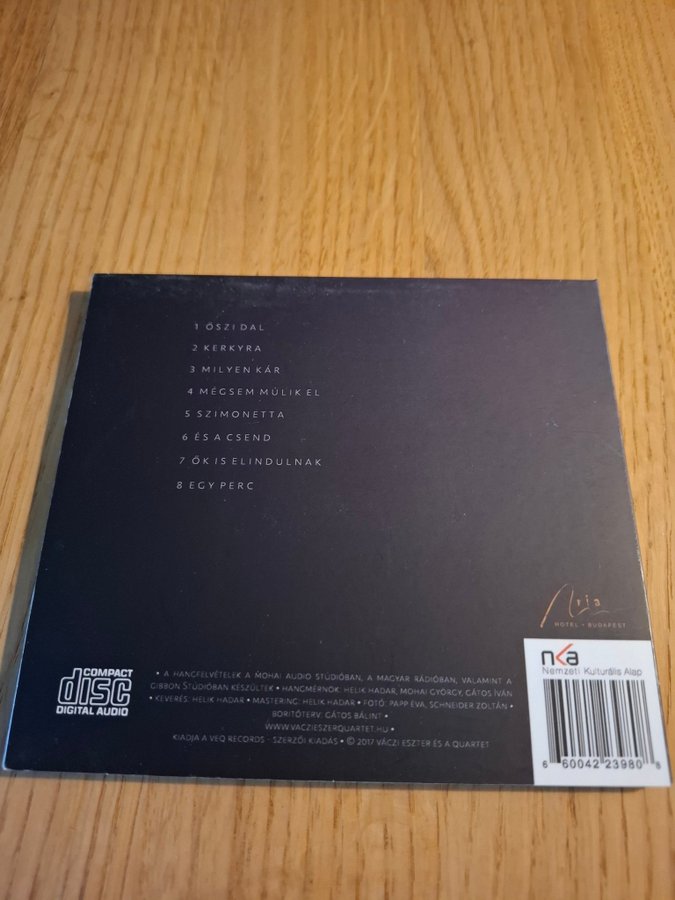 1 ŐSZI DAL
2 KERKYRA
3 MILYEN KÁR
4 MÉGSEM MÚLIK EL
5 SZIMONETTA
6 ÉS A CSEND
7 ŐK IS ELINDULNAK
8 EGY PERC
Aria
HOTEL • BUDAPEST
nka
Nemzeti Kulturális Alap
6 60042 23980 8
COMPACT
disc
DIGITAL AUDIO
• A HANGFELVÉTELEK A MOHAI AUDIO STÚDIÓBAN, A MAGYAR RÁDIÓBAN, VALAMINT A
GIBBON STÚDIÓBAN KÉSZÜLTEK • HANGMÉRNÖK: HELIK HADAR, MOHAI GYÖRGY, GÁTOS IVÁN
• KEVERÉS: HELIK HADAR • MASTERING: HELIK HADAR • FOTÓ: PAPP ÉVA, SCHNEIDER ZOLTÁN •
BORÍTÓTERV: GÁTOS BÁLINT •
WWW.VACZIESZERQUARTET.HU •
KIADJA A VEQ RECORDS - SZERZŐI KIADÁS • © 2017 VÁCZI ESZTER ÉS A QUARTET